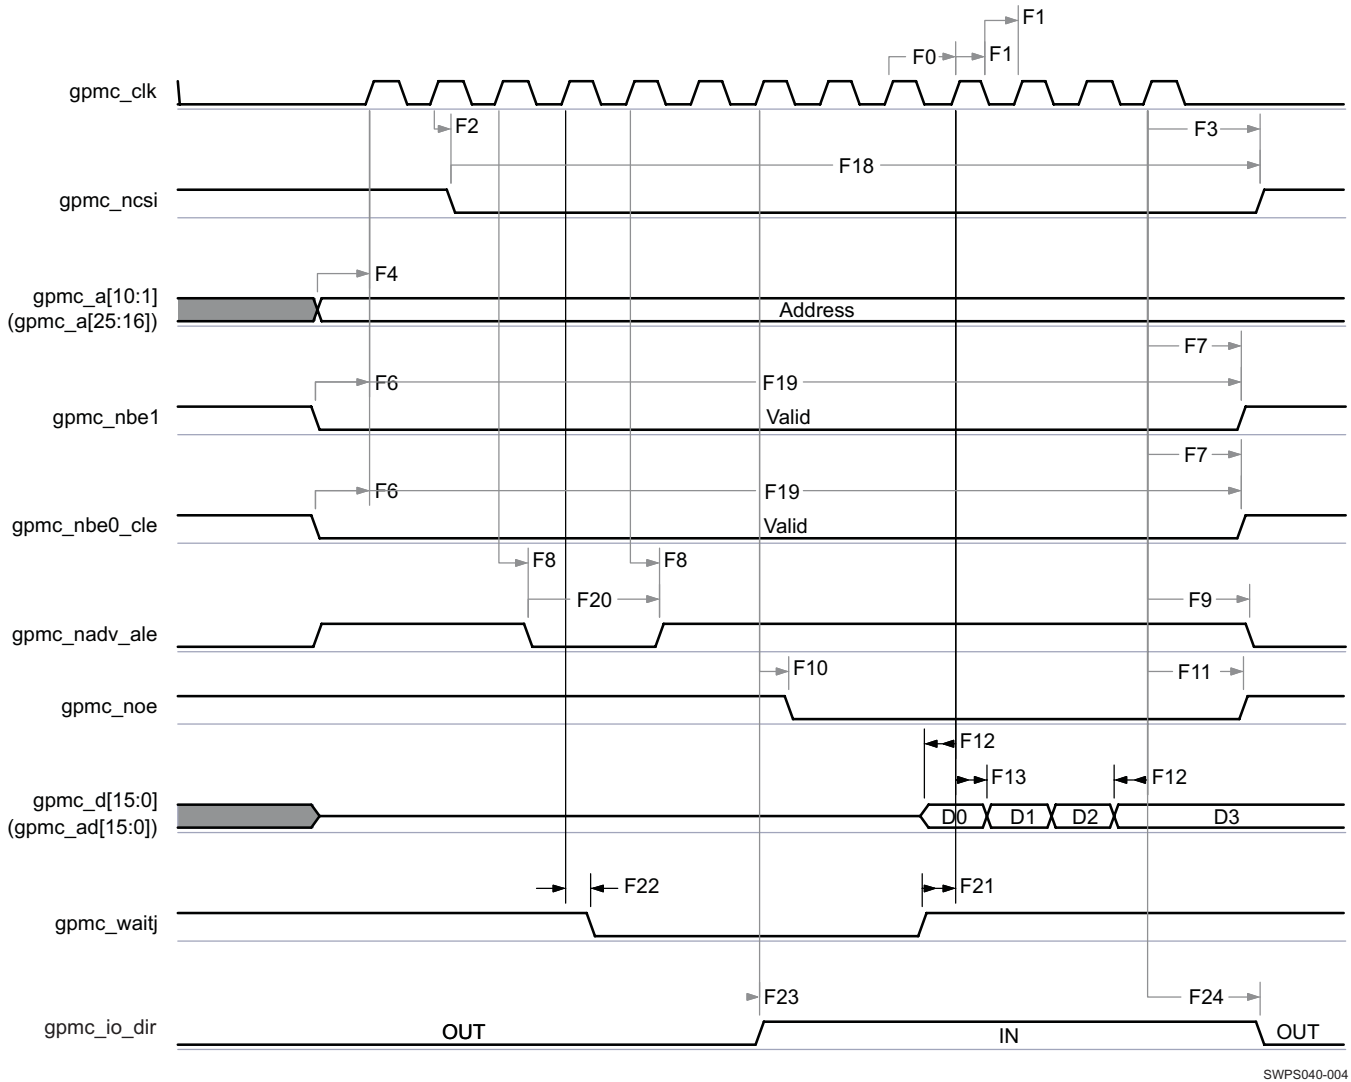 F1
F0
F1
gpmc_clk
F2
F3
F18
gpmc_ncsi
F4
gpmc_a[10:1]
(gpmc_a[25:16])
Address
F7
F6
F19
gpmc_nbe1
Valid
F7
F6
F19
gpmc_nbe0_cle
Valid
F8
F8
F20
F9
gpmc_nadv_ale
F10
F11
gpmc_noe
F12
F13
F12
gpmc_d[15:0]
(gpmc_ad[15:0])
D0
D1
D2
D3
F22
F21
gpmc_waitj
F23
F24
gpmc_io_dir
OUT
IN
OUT
SWPS040-004